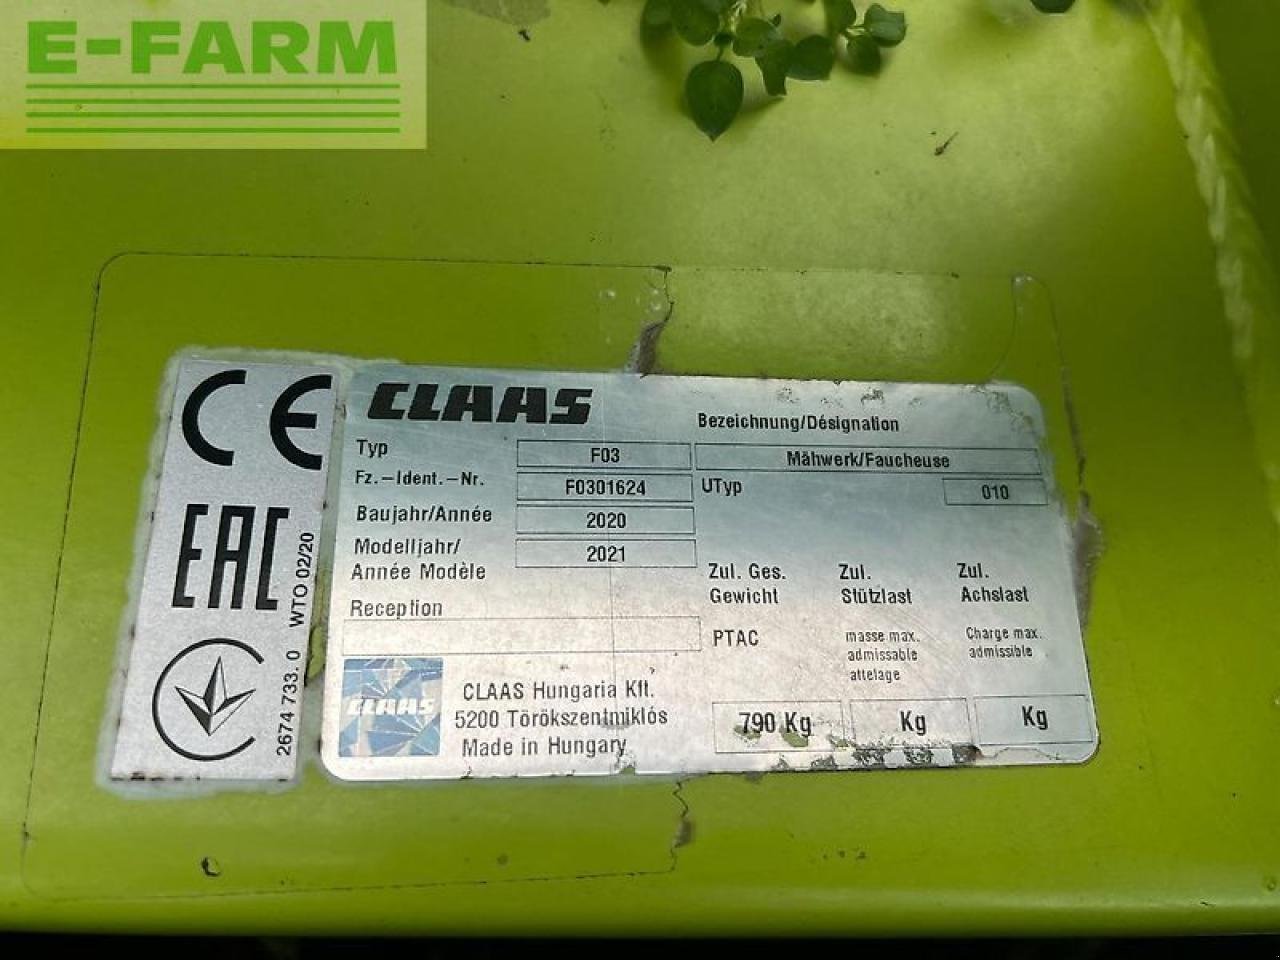 E-FARM
CE
EAC
WTO 02/20
2674 733. 0
CLAAS
Bezeichnung/Désignation
Typ F03 Mähwerk/Faucheuse
Fz.-Ident.-Nr. F0301624 UTyp 010
Baujahr/Année 2020
Modelljahr/ 2021
Année Modèle
Reception
Zul. Ges.
Gewicht
PTAC
790 Kg
Zul.
Stützlast
masse max.
admissable
attelage
Kg
Zul.
Achslast
Charge max.
admissible
Kg
CLAAS
CLAAS Hungaria Kft.
5200 Törökszentmiklós
Made in Hungary